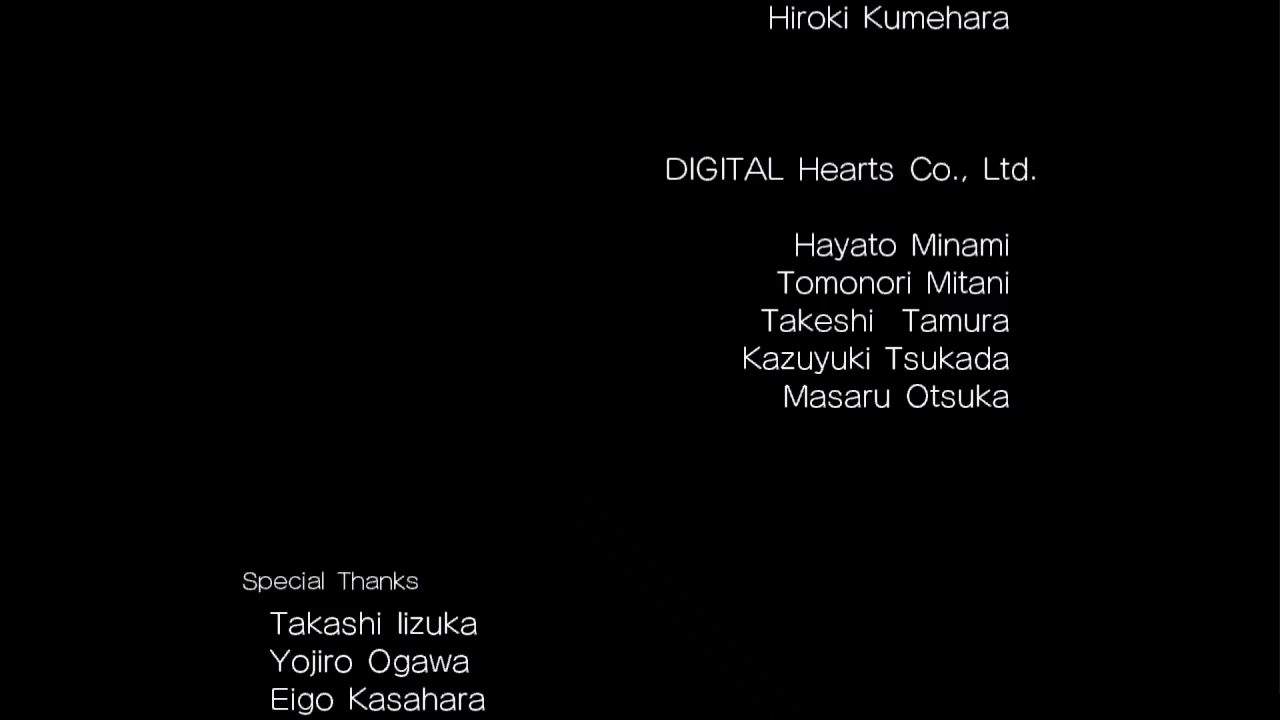 Hiroki Kumehara
DIGITAL Hearts Co., Ltd.
Hayato Minami
Tomonori Mitani
Takeshi  Tamura
Kazuyuki Tsukada
Masaru Otsuka
Special Thanks
Takashi Iizuka
Yojiro Ogawa
Eigo Kasahara